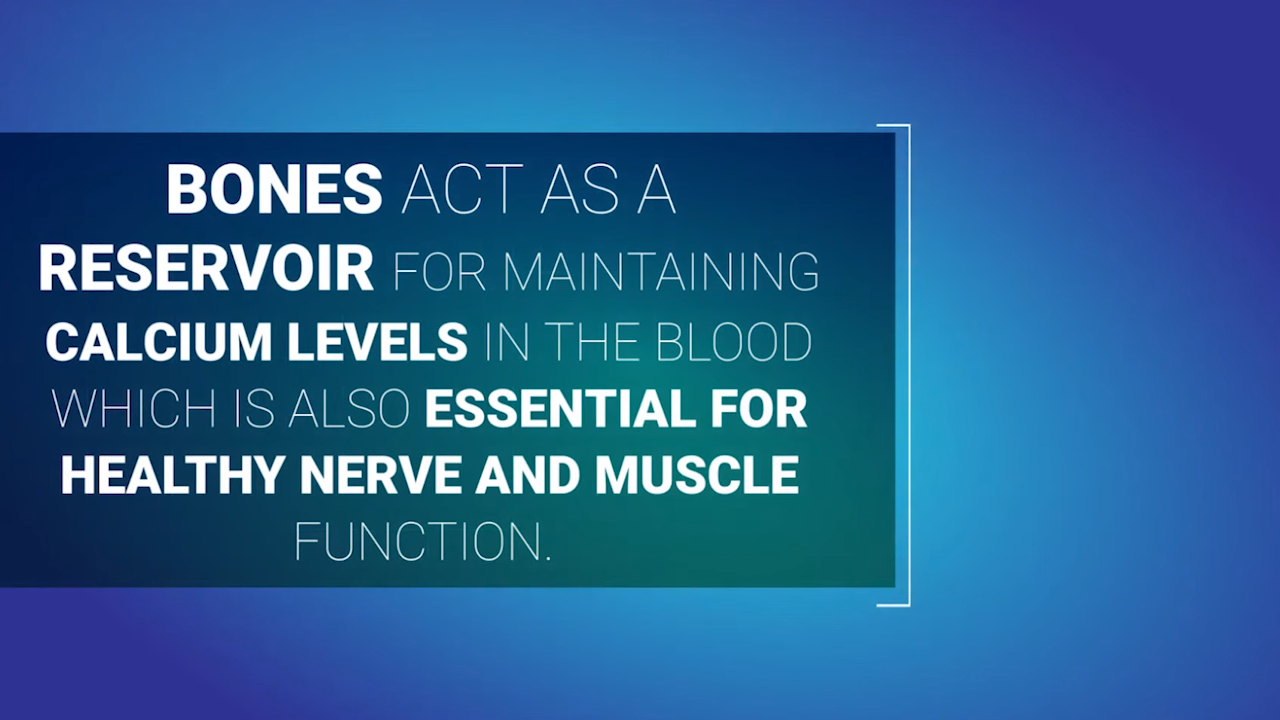 BONES ACT AS A
RESERVOIR FOR MAINTAINING
CALCIUM LEVELS IN THE BLOOD
WHICH IS ALSO ESSENTIAL FOR
HEALTHY NERVE AND MUSCLE
FUNCTION.